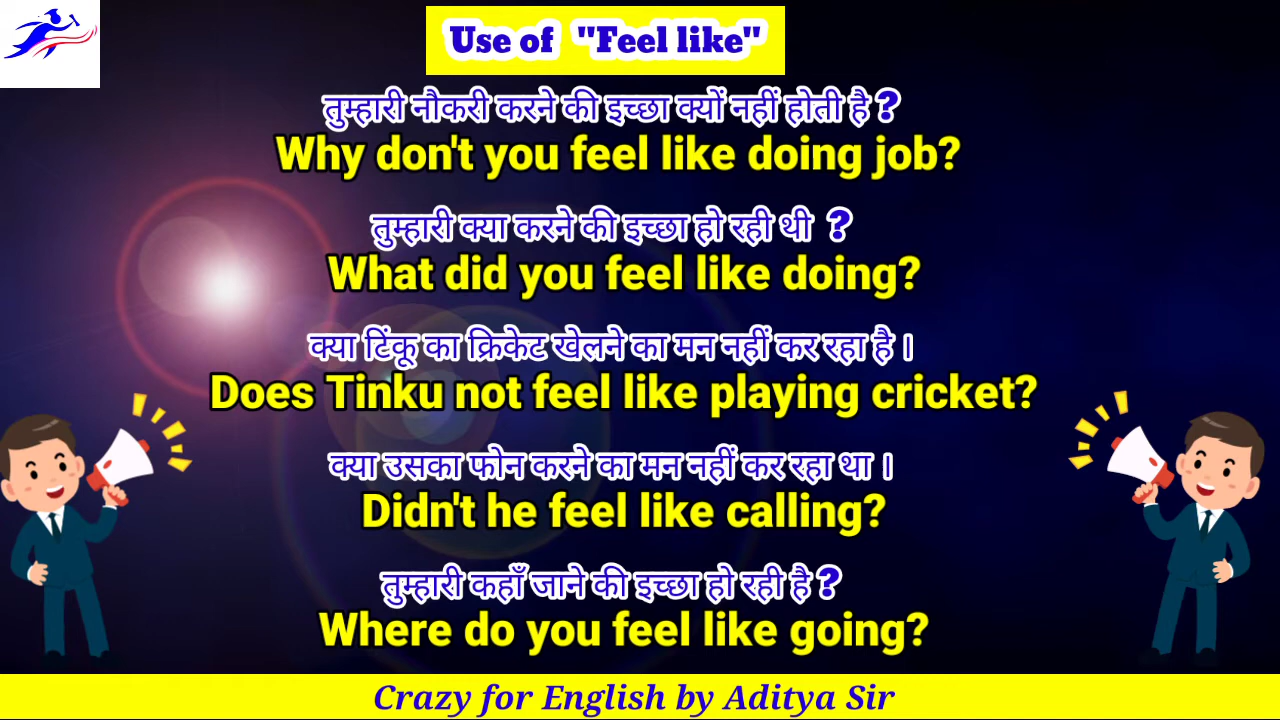 Use of "Feel like"
तुम्हारी नौकरी करने की इच्छा क्यों नहीं होती है ?
Why don't you feel like doing job?
तुम्हारी क्या करने की इच्छा हो रही थी ?
What did you feel like doing?
क्या टिंकू का क्रिकेट खेलने का मन नहीं कर रहा है ।
Does Tinku not feel like playing cricket?
क्या उसका फोन करने का मन नहीं कर रहा था ।
Didn't he feel like calling?
तुम्हारी कहाँ जाने की इच्छा हो रही है ?
Where do you feel like going?
Crazy for English by Aditya Sir